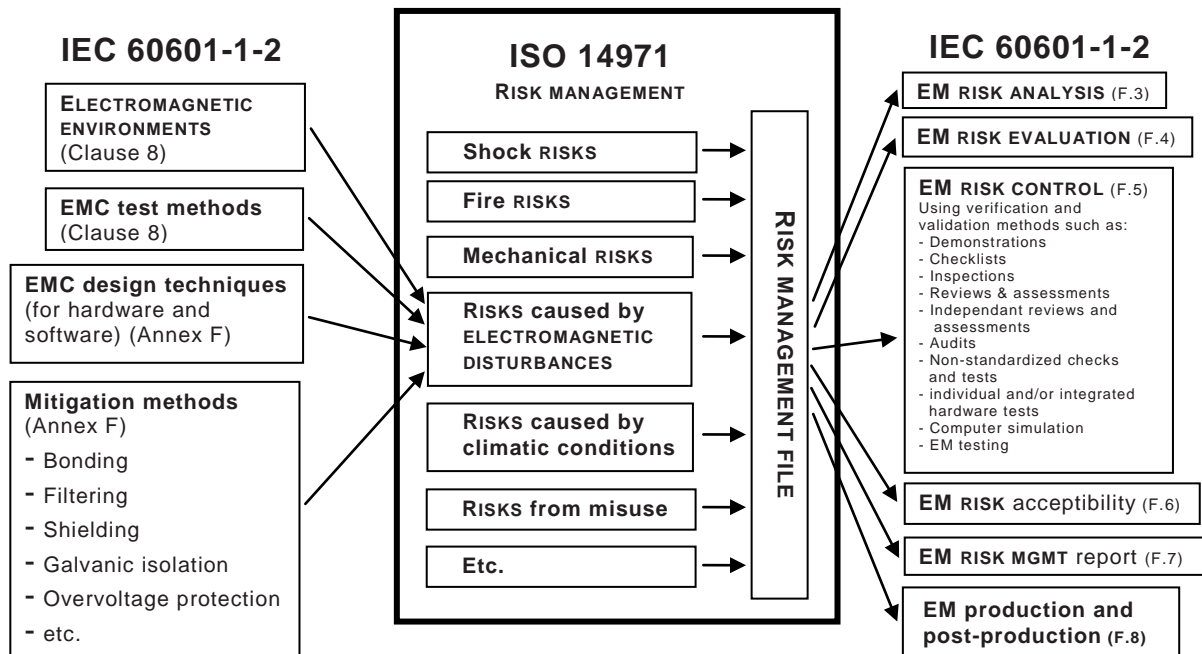 IEC 60601-1-2
ELECTROMAGNETIC
ENVIRONMENTS
(Clause 8)
EMC test methods
(Clause 8)
EMC design techniques
(for hardware and
software) (Annex F)
Mitigation methods
(Annex F)
- Bonding
- Filtering
- Shielding
- Galvanic isolation
- Overvoltage protection
- etc.
ISO 14971
RISK MANAGEMENT
Shock RISKS
Fire RISKS
Mechanical RISKS
RISKS caused by
ELECTROMAGNETIC
DISTURBANCES
RISKS caused by
climatic conditions
RISKS from misuse
Etc.
RISK MANAGEMENT FILE
IEC 60601-1-2
EM RISK ANALYSIS (F.3)
EM RISK EVALUATION (F.4)
EM RISK CONTROL (F.5)
Using verification and
validation methods such as:
- Demonstrations
- Checklists
- Inspections
- Reviews & assessments
- Independant reviews and
assessments
- Audits
- Non-standardized checks
and tests
- individual and/or integrated
hardware tests
- Computer simulation
- EM testing
EM RISK acceptibility (F.6)
EM RISK MGMT report (F.7)
EM production and
post-production (F.8)